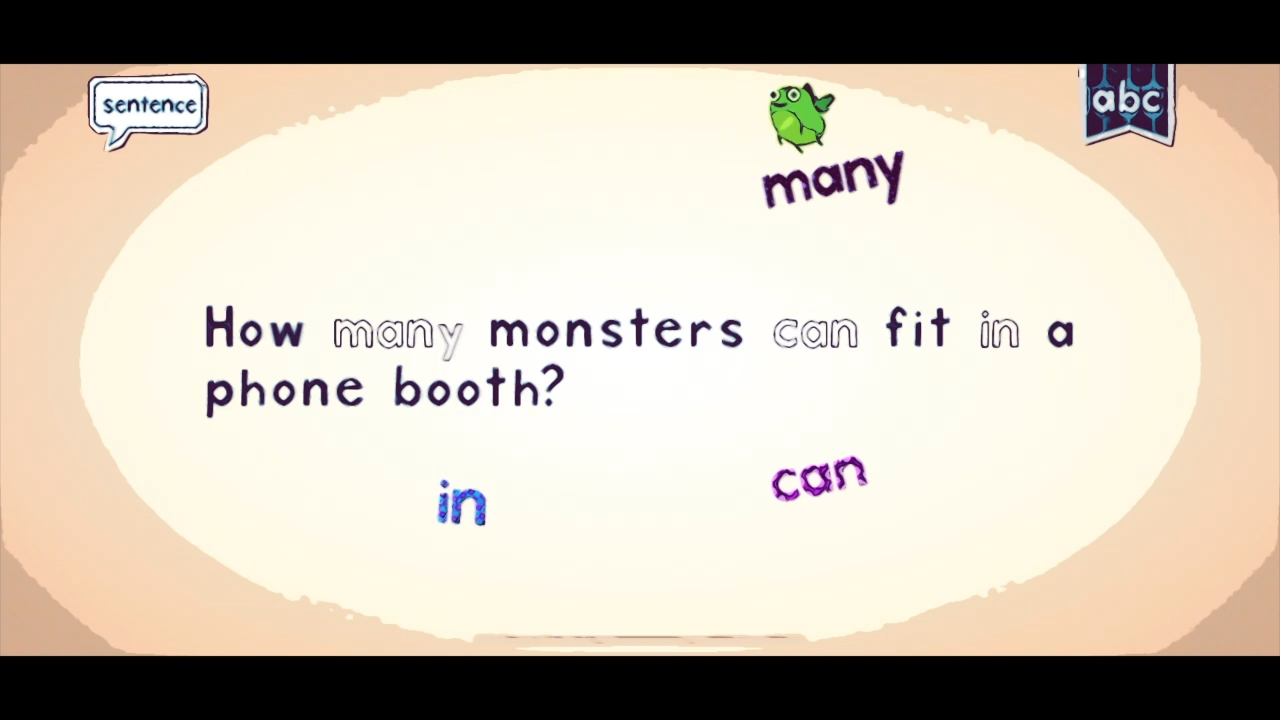 sentence
abc
many
How many monsters can fit in a
phone booth?
in
can